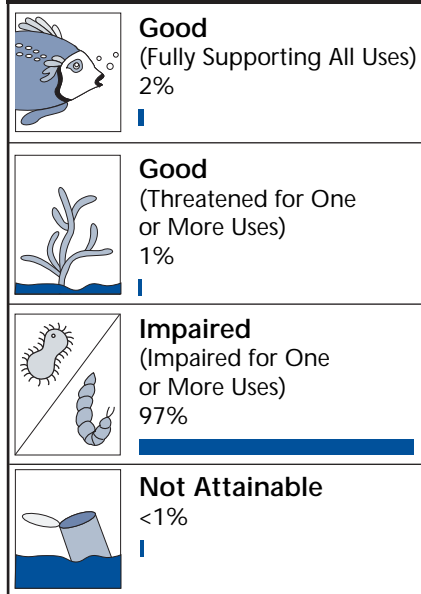 Good
(Fully Supporting All Uses)
2%
Good
(Threatened for One
or More Uses)
1%
Impaired
(Impaired for One
or More Uses)
97%
Not Attainable
<1%